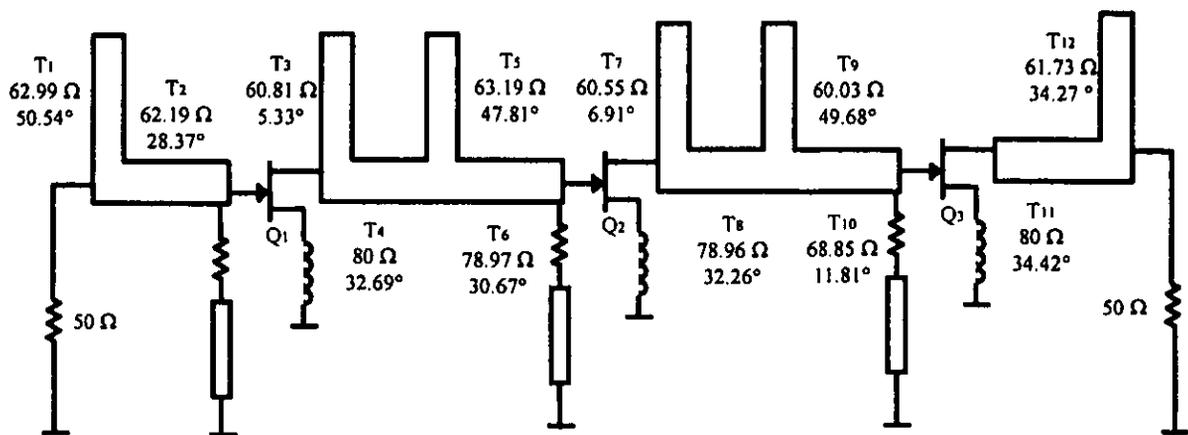 T1
62.99 Ω
50.54°
T2
62.19 Ω
28.37°
T3
60.81 Ω
5.33°
T5
63.19 Ω
47.81°
T7
60.55 Ω
6.91°
T9
60.03 Ω
49.68°
T12
61.73 Ω
34.27 °
Q1
Q2
Q3
T4
80 Ω
32.69°
T6
78.97 Ω
30.67°
T8
78.96 Ω
32.26°
T10
68.85 Ω
11.81°
T11
80 Ω
34.42°
50 Ω
50 Ω